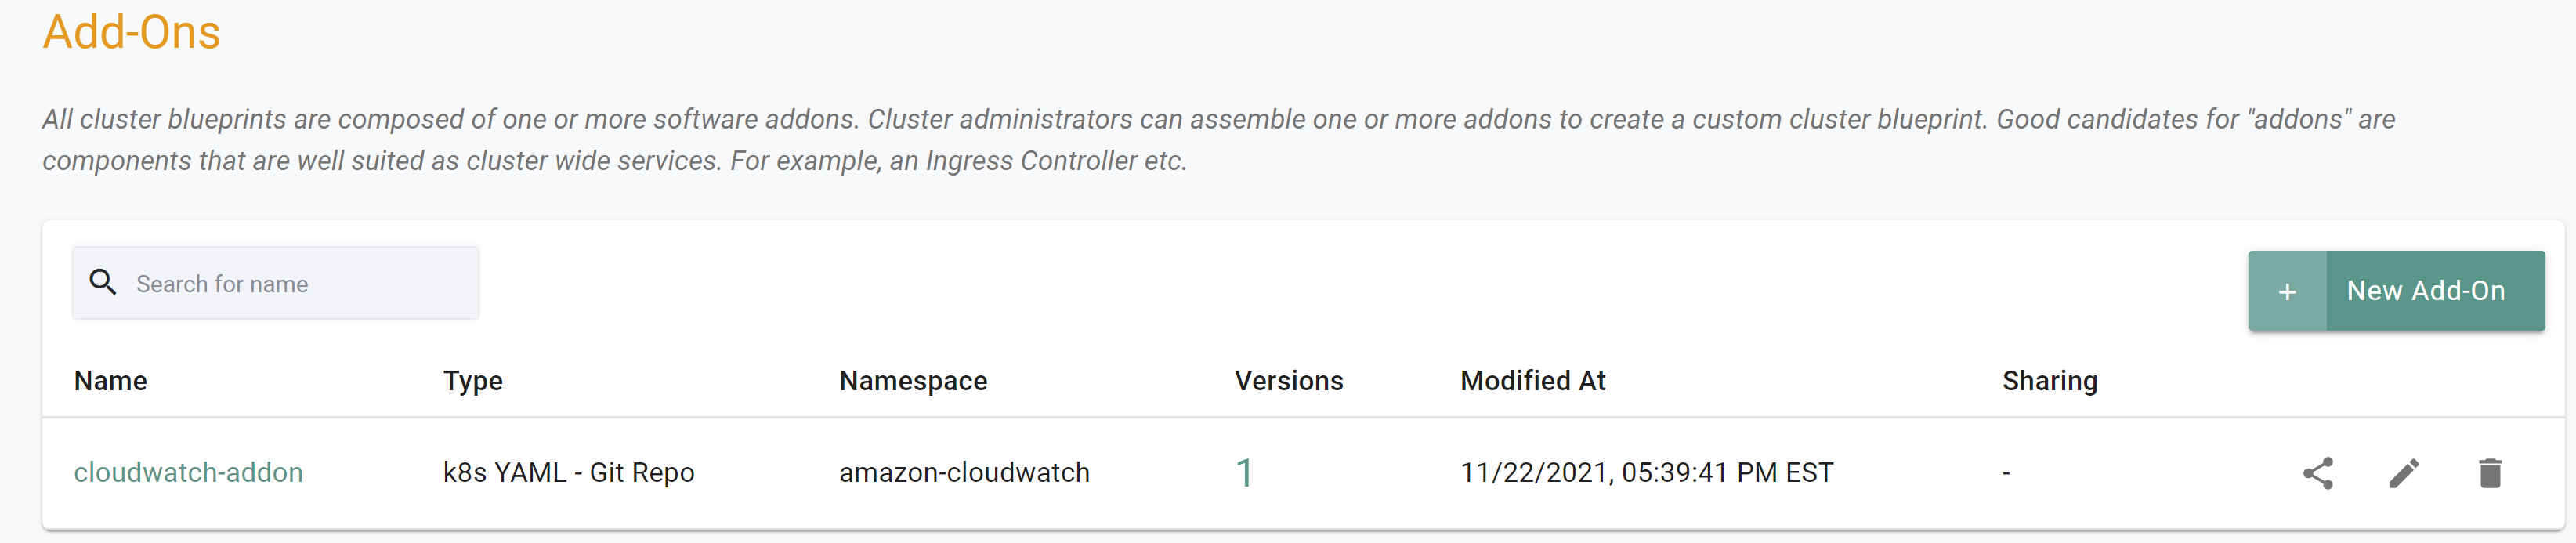 Add-Ons
All cluster blueprints are composed of one or more software addons. Cluster administrators can assemble one or more addons to create a custom cluster blueprint. Good candidates for "addons" are
components that are well suited as cluster wide services. For example, an Ingress Controller etc.
Search for name
+ New Add-On
Name Type Namespace Versions Modified At Sharing
cloudwatch-addon k8s YAML - Git Repo amazon-cloudwatch 1 11/22/2021, 05:39:41 PM EST -